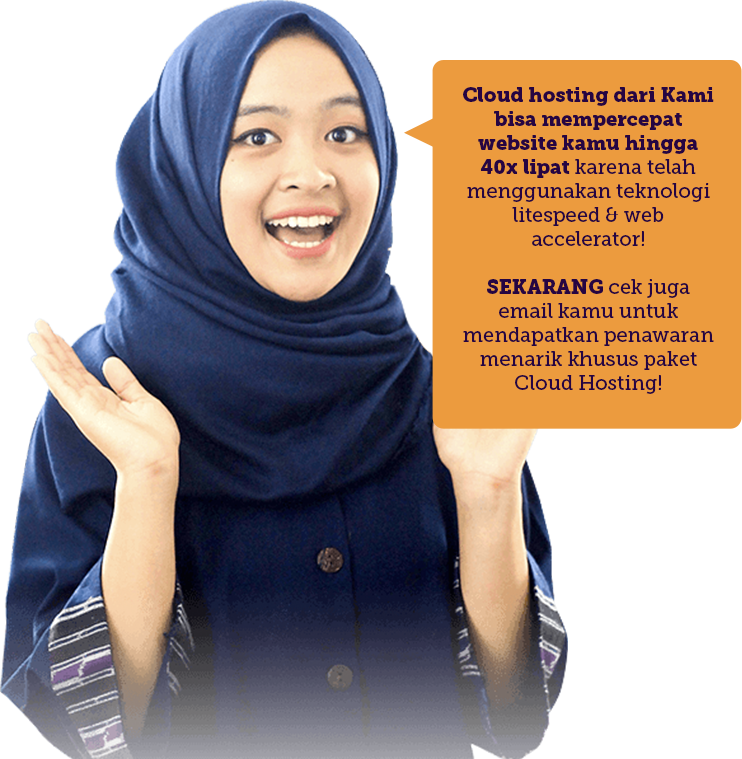 Cloud hosting dari Kami
bisa mempercepat
website kamu hingga
40x lipat karena telah
menggunakan teknologi
litespeed & web
accelerator!
SEKARANG cek juga
email kamu untuk
mendapatkan penawaran
menarik khusus paket
Cloud Hosting!